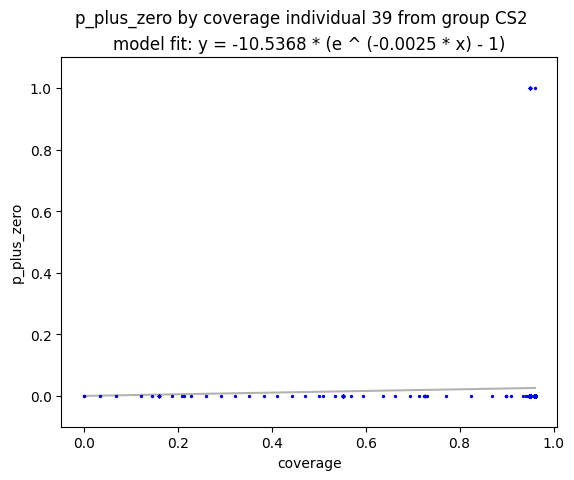 p_plus_zero by coverage individual 39 from group CS2
model fit: y = -10.5368 * (e ^ (-0.0025 * x) - 1)
1.0
0.8
0.6
0.4
0.2
0.0
p_plus_zero
0.0 0.2 0.4 0.6 0.8 1.0
coverage